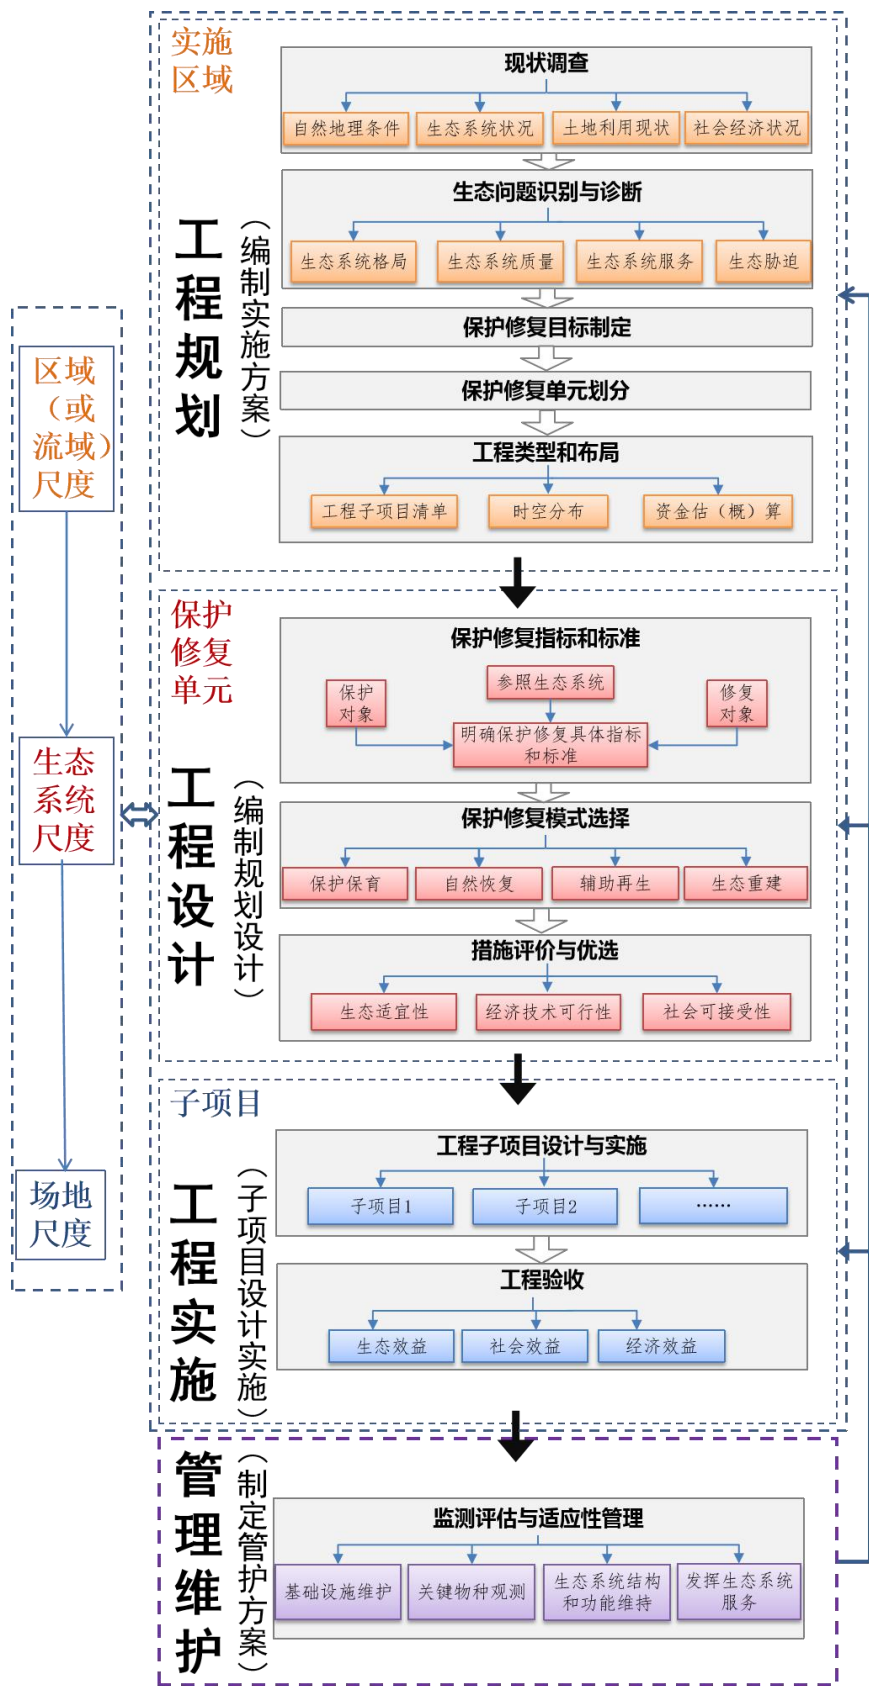 区域
（或
流域）
尺度
生态
系统
尺度
场地
尺度
实施
区域
工程规划
（编制实施方案）
现状调查
自然地理条件
生态系统状况
土地利用现状
社会经济状况
生态问题识别与诊断
生态系统格局
生态系统质量
生态系统服务
生态胁迫
保护修复目标制定
保护修复单元划分
工程类型和布局
工程子项目清单
时空分布
资金估（概）算
保护
修复
单元
工程设计
（编制规划设计）
保护修复指标和标准
保护
对象
参照生态系统
修复
对象
明确保护修复具体指标
和标准
保护修复模式选择
保护保育
自然恢复
辅助再生
生态重建
措施评价与优选
生态适宜性
经济技术可行性
社会可接受性
子项目
工程实施
（子项目设计实施）
工程子项目设计与实施
子项目1
子项目2
……
工程验收
生态效益
社会效益
经济效益
管理维护
（制定管护方案）
监测评估与适应性管理
基础设施维护
关键物种观测
生态系统结构
和功能维持
发挥生态系统
服务